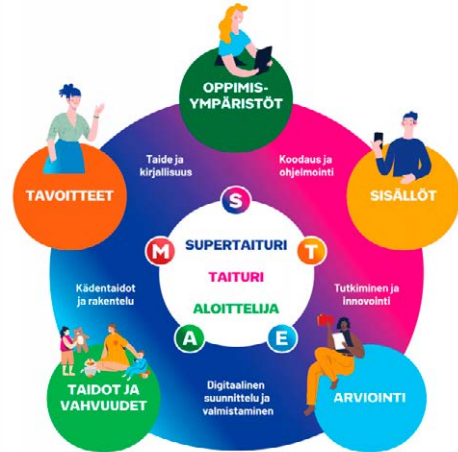 OPPIMIS-
YMPÄRISTÖT
Taide ja
kirjallisuus
Koodaus ja
ohjelmointi
TAVOITTEET
SISÄLLÖT
S
M
T
SUPERTAITURI
TAITURI
ALOITTELIJA
Kädentaidot
ja rakentelu
Tutkiminen ja
innovointi
A
E
TAIDOT JA
VAHVUUDET
Digitaalinen
suunnittelu ja
valmistaminen
ARVIOINTI